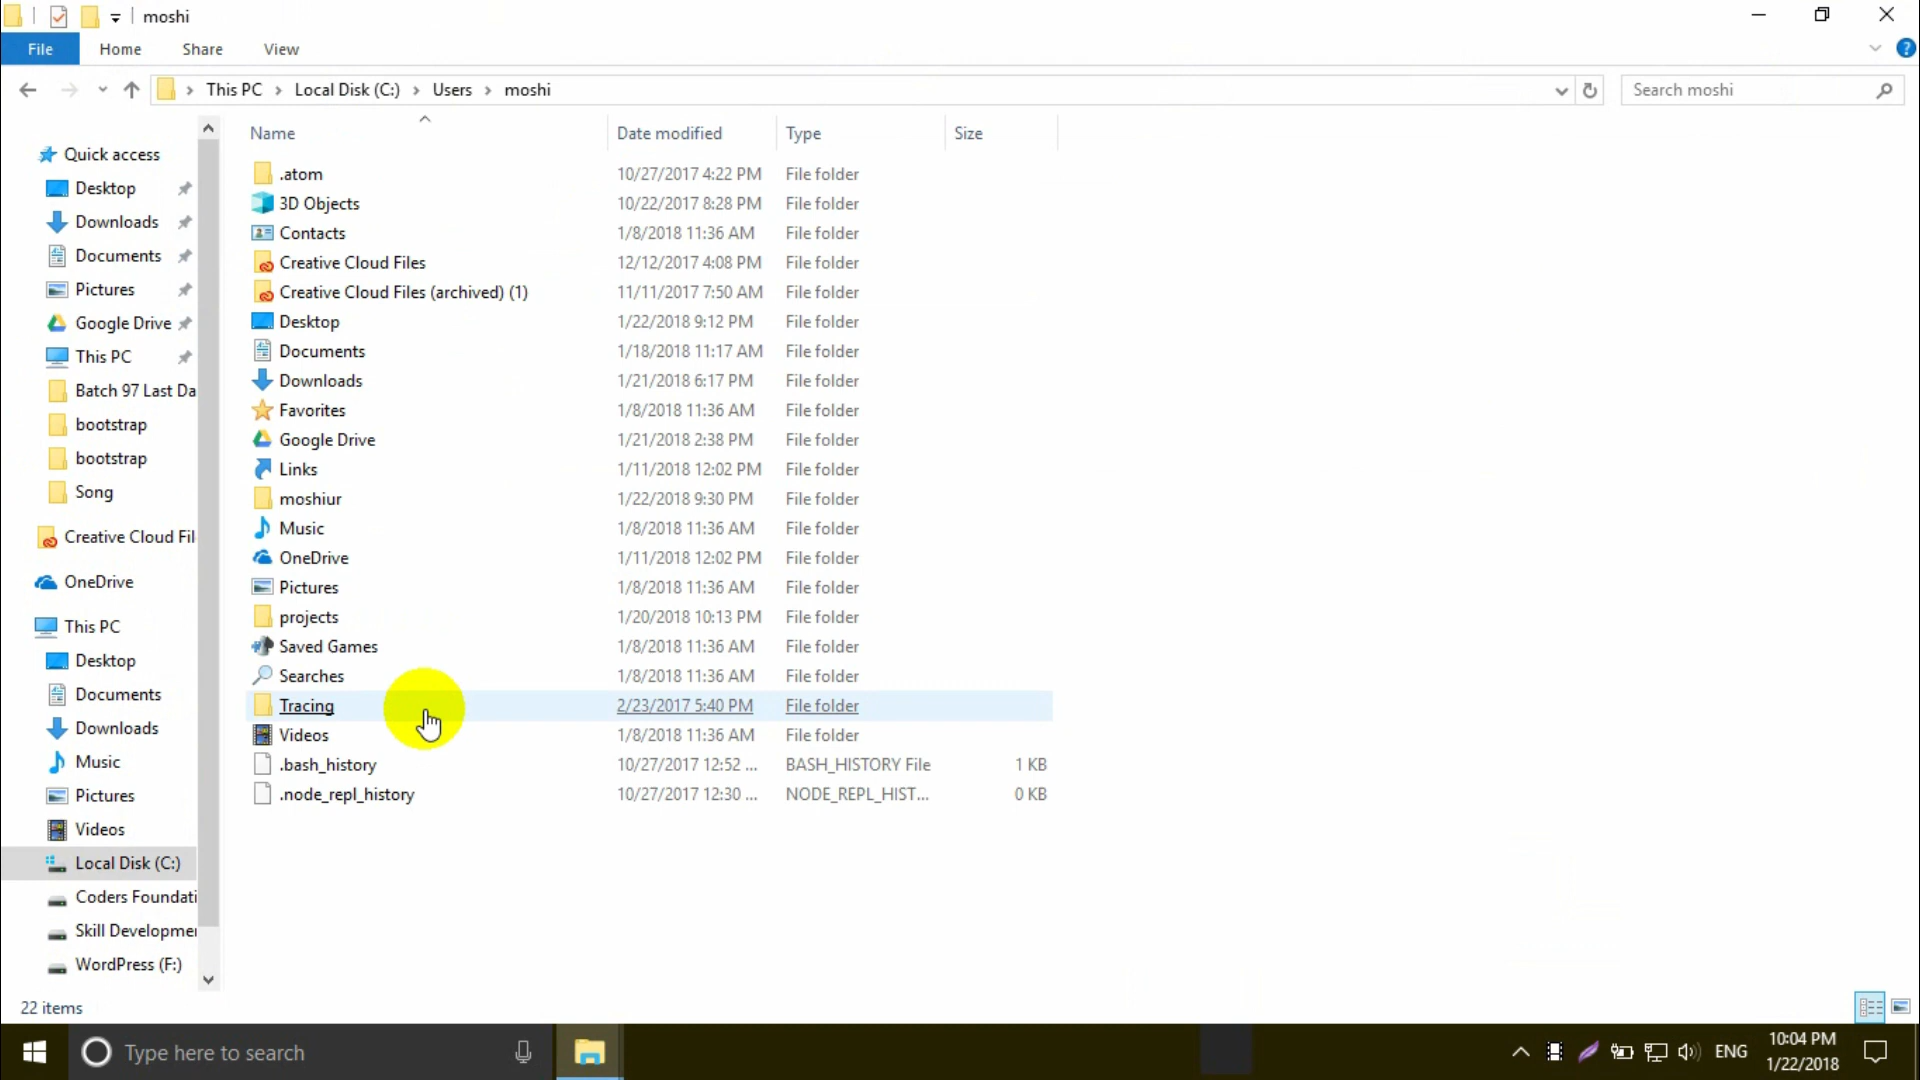 moshi
File Home Share View
This PC Local Disk (C:) Users moshi
Search moshi
Name Date modified Type Size
Quick access
Desktop
Downloads
Documents
Pictures
Google Drive
This PC
Batch 97 Last Da
bootstrap
bootstrap
Song
Creative Cloud Fil
OneDrive
This PC
Desktop
Documents
Downloads
Music
Pictures
Videos
Local Disk (C:)
Coders Foundati
Skill Developme
WordPress (F:)
.atom 10/27/2017 4:22 PM File folder
3D Objects 10/22/2017 8:28 PM File folder
Contacts 1/8/2018 11:36 AM File folder
Creative Cloud Files 12/12/2017 4:08 PM File folder
Creative Cloud Files (archived) (1) 11/11/2017 7:50 AM File folder
Desktop 1/22/2018 9:12 PM File folder
Documents 1/18/2018 11:17 AM File folder
Downloads 1/21/2018 6:17 PM File folder
Favorites 1/8/2018 11:36 AM File folder
Google Drive 1/21/2018 2:38 PM File folder
Links 1/11/2018 12:02 PM File folder
moshiur 1/22/2018 9:30 PM File folder
Music 1/8/2018 11:36 AM File folder
OneDrive 1/11/2018 12:02 PM File folder
Pictures 1/8/2018 11:36 AM File folder
projects 1/20/2018 10:13 PM File folder
Saved Games 1/8/2018 11:36 AM File folder
Searches 1/8/2018 11:36 AM File folder
Tracing 2/23/2017 5:40 PM File folder
Videos 1/8/2018 11:36 AM File folder
.bash_history 10/27/2017 12:52 ... BASH_HISTORY File 1 KB
.node_repl_history 10/27/2017 12:30 ... NODE_REPL_HIST... 0 KB
22 items
Type here to search
ENG
10:04 PM
1/22/2018